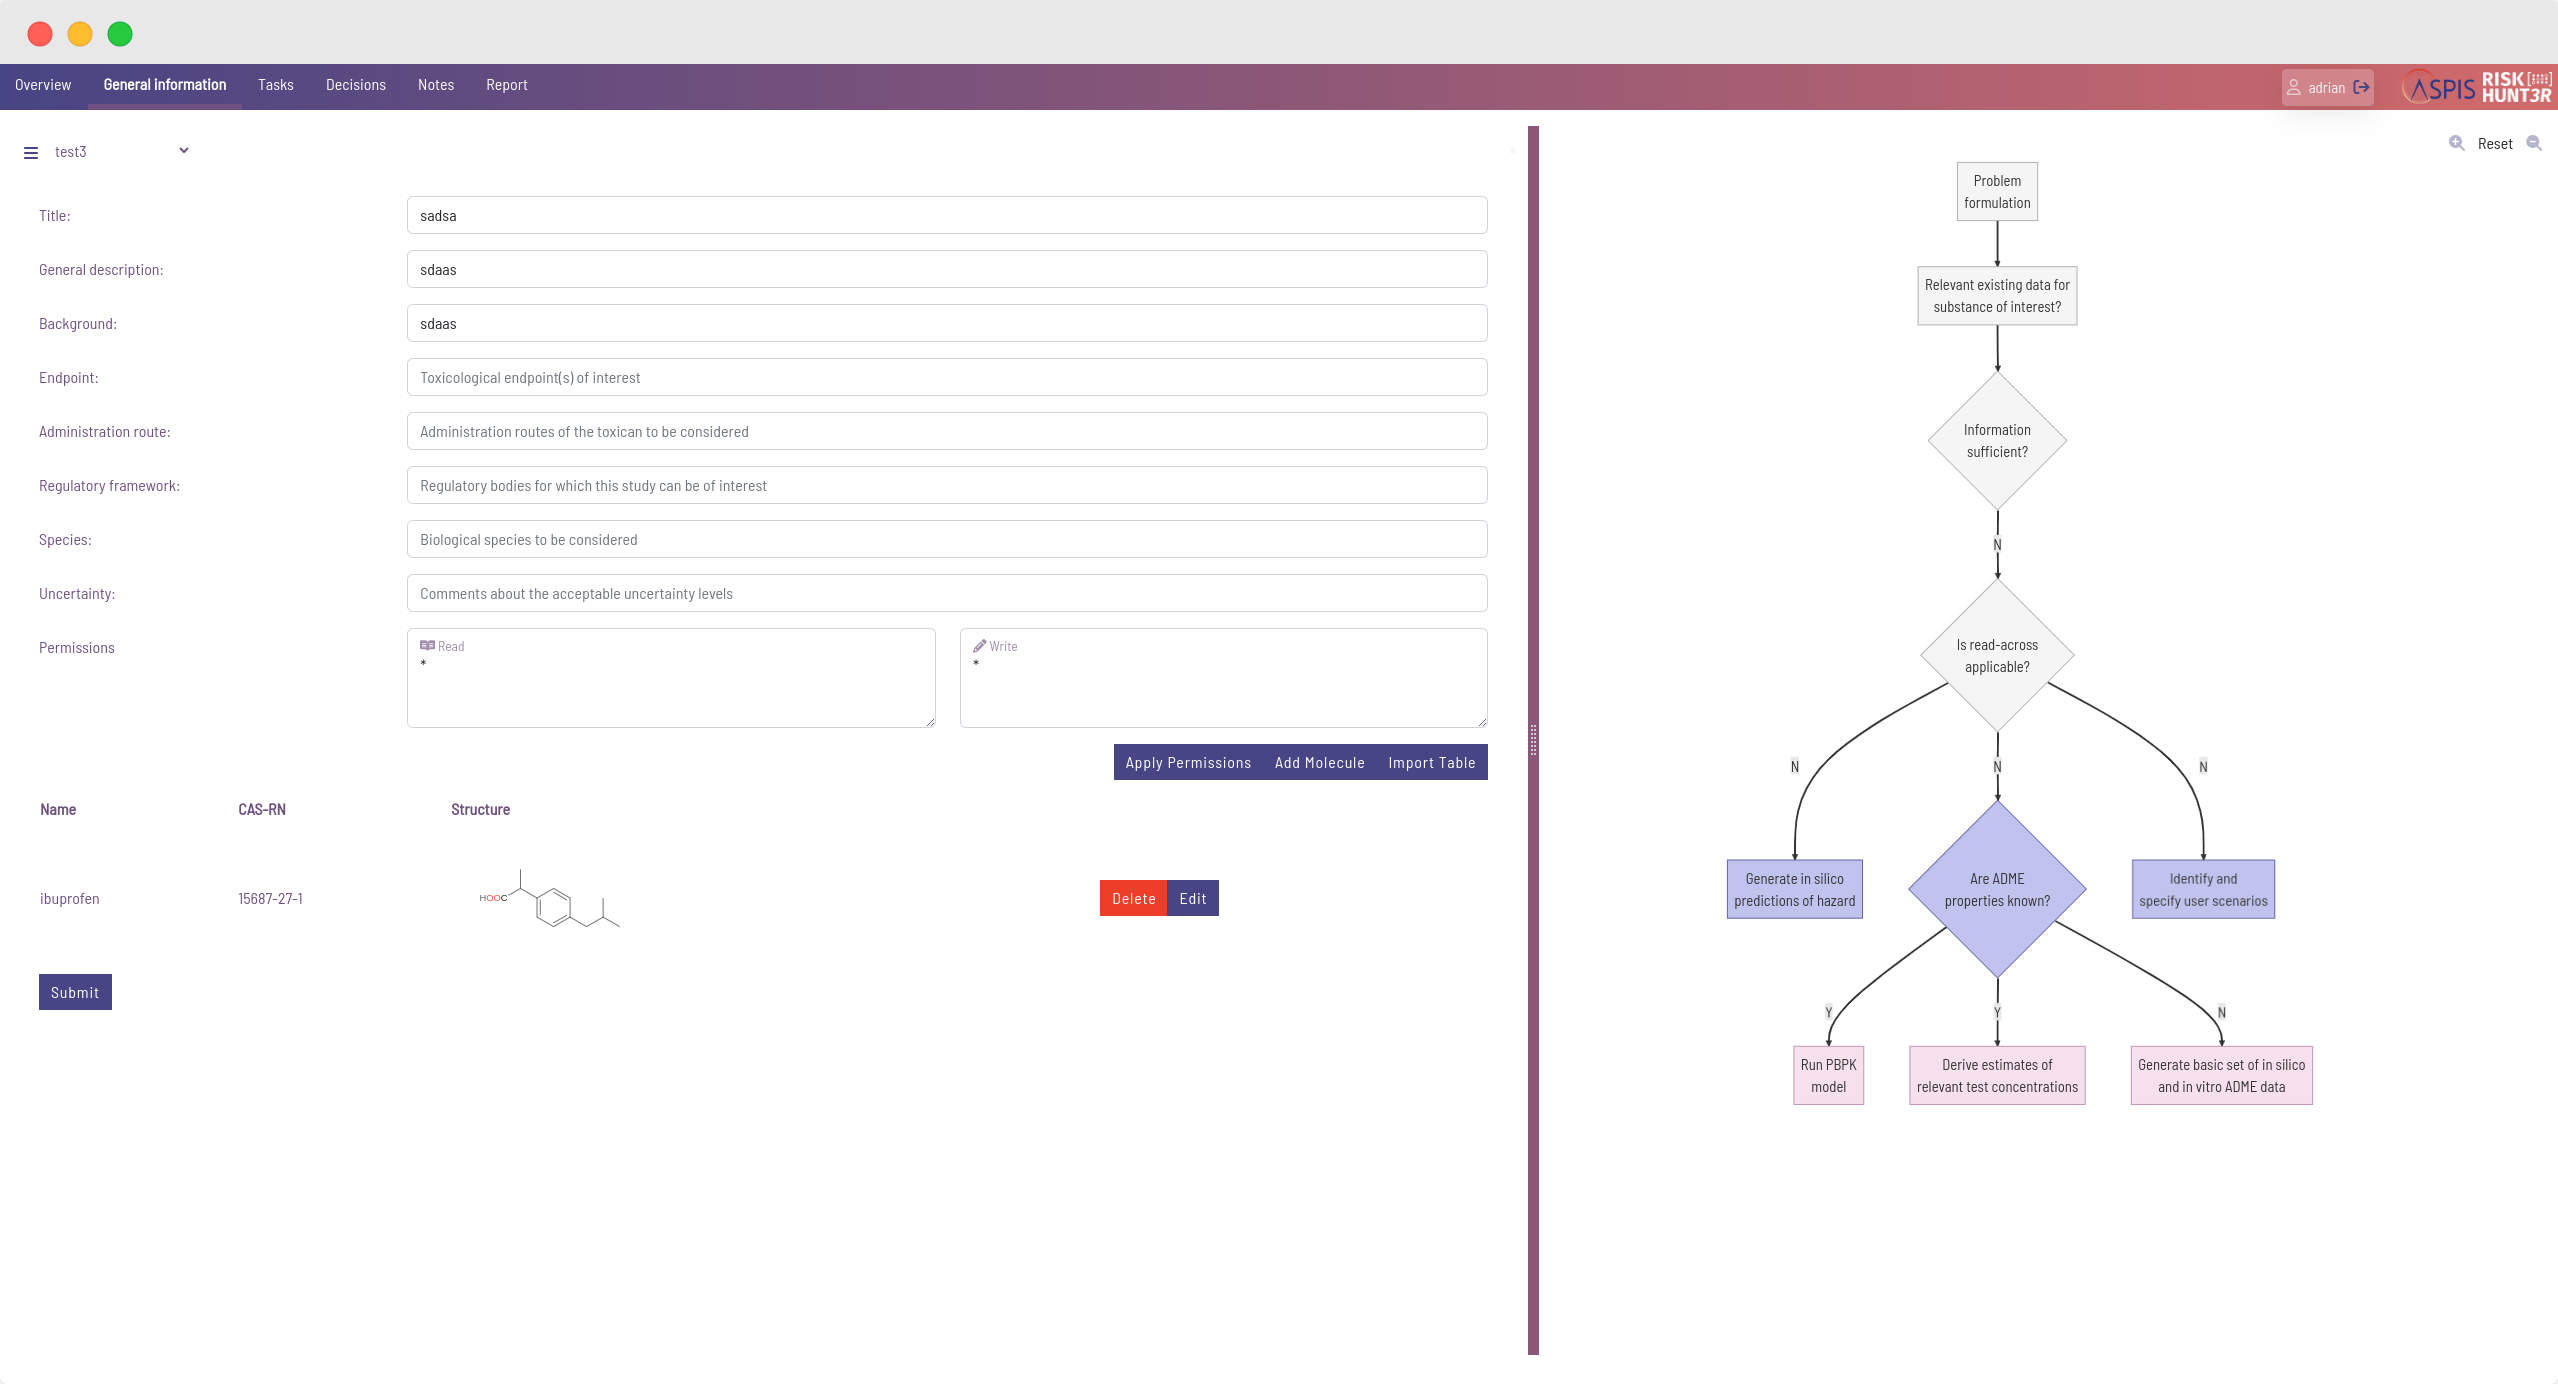 Overview General information Tasks Decisions Notes Report adrian ASPIS RISK HUNT3R
test3
Title: sadsa
General description: sdaas
Background: sdaas
Endpoint: Toxicological endpoint(s) of interest
Administration route: Administration routes of the toxican to be considered
Regulatory framework: Regulatory bodies for which this study can be of interest
Species: Biological species to be considered
Uncertainty: Comments about the acceptable uncertainty levels
Permissions
Read
*
Write
*
Apply Permissions Add Molecule Import Table
Name CAS-RN Structure
ibuprofen 15687-27-1 HOOC Delete Edit
Submit
Reset
Problem
formulation
Relevant existing data for
substance of interest?
Information
sufficient?
N
Is read-across
applicable?
N N N
Generate in silico
predictions of hazard
Are ADME
properties known?
Identify and
specify user scenarios
Y Y N
Run PBPK
model
Derive estimates of
relevant test concentrations
Generate basic set of in silico
and in vitro ADME data